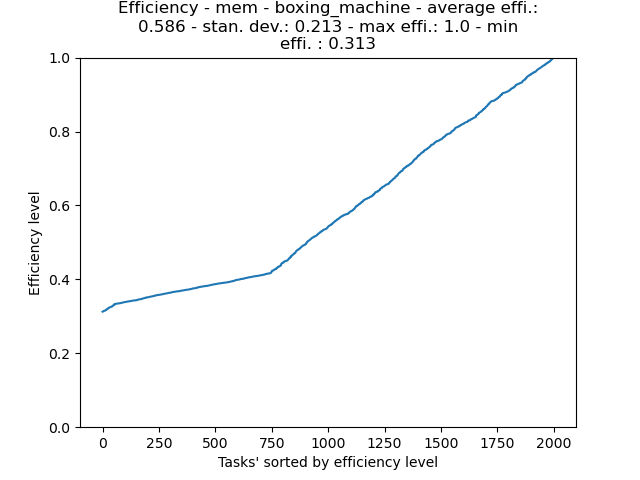 Efficiency - mem - boxing_machine - average effi.:
0.586 - stan. dev.: 0.213 - max effi.: 1.0 - min
effi. : 0.313
1.0
0.8
0.6
0.4
0.2
0.0
Efficiency level
0 250 500 750 1000 1250 1500 1750 2000
Tasks' sorted by efficiency level